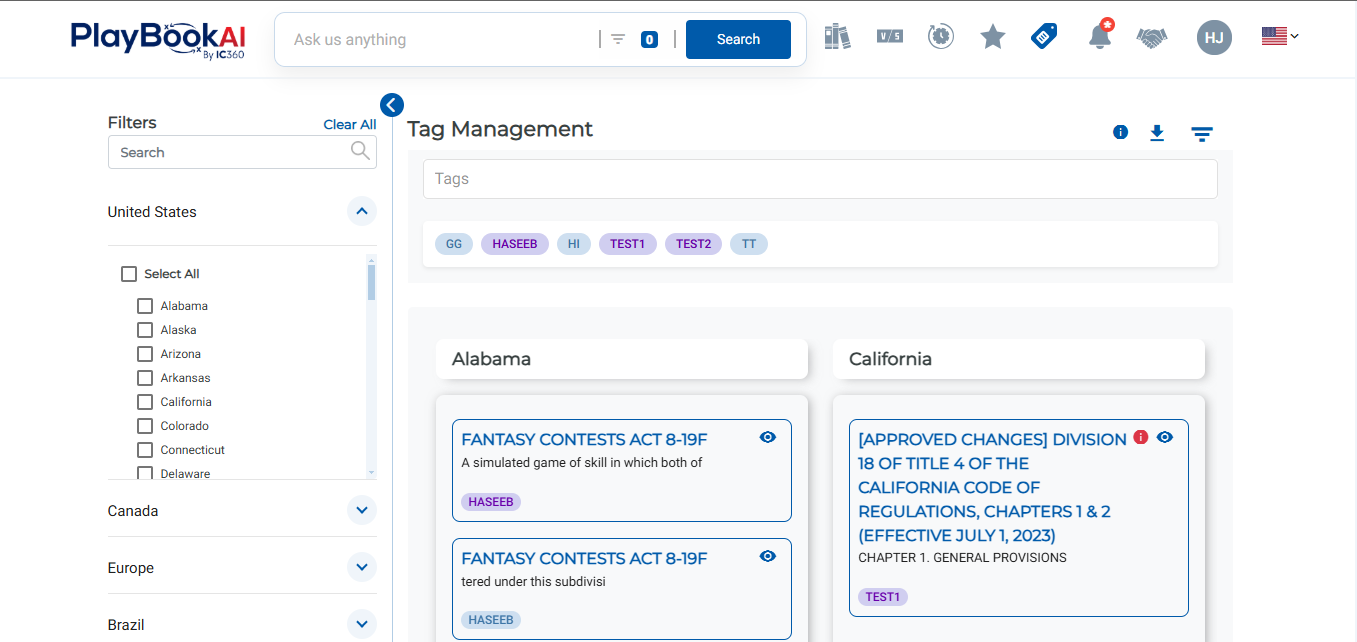 PlayBookAI
By IC360
Ask us anything
0
Search
V/S
HJ
Filters
Clear All
Search
United States
Select All
Alabama
Alaska
Arizona
Arkansas
California
Colorado
Connecticut
Delaware
Canada
Europe
Brazil
Tag Management
Tags
GG HASEEB HI TEST1 TEST2 TT
Alabama
FANTASY CONTESTS ACT 8-19F
A simulated game of skill in which both of
HASEEB
FANTASY CONTESTS ACT 8-19F
tered under this subdivisi
HASEEB
California
[APPROVED CHANGES] DIVISION
18 OF TITLE 4 OF THE
CALIFORNIA CODE OF
REGULATIONS, CHAPTERS 1 & 2
(EFFECTIVE JULY 1, 2023)
CHAPTER 1. GENERAL PROVISIONS
TEST1